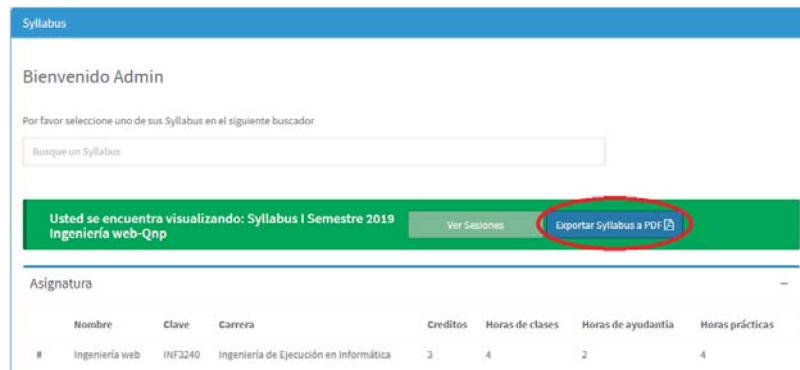 Syllabus
Bienvenido Admin
Por favor seleccione uno de sus Syllabus en el siguiente buscador
Busque un Syllabus
Usted se encuentra visualizando: Syllabus I Semestre 2019
Ingeniería web-Qnp
Ver Sesiones
Exportar Syllabus a PDF
Asignatura
Nombre Clave Carrera Creditos Horas de clases Horas de ayudantía Horas prácticas
# Ingeniería web INF3240 Ingeniería de Ejecución en Informática 3 4 2 4